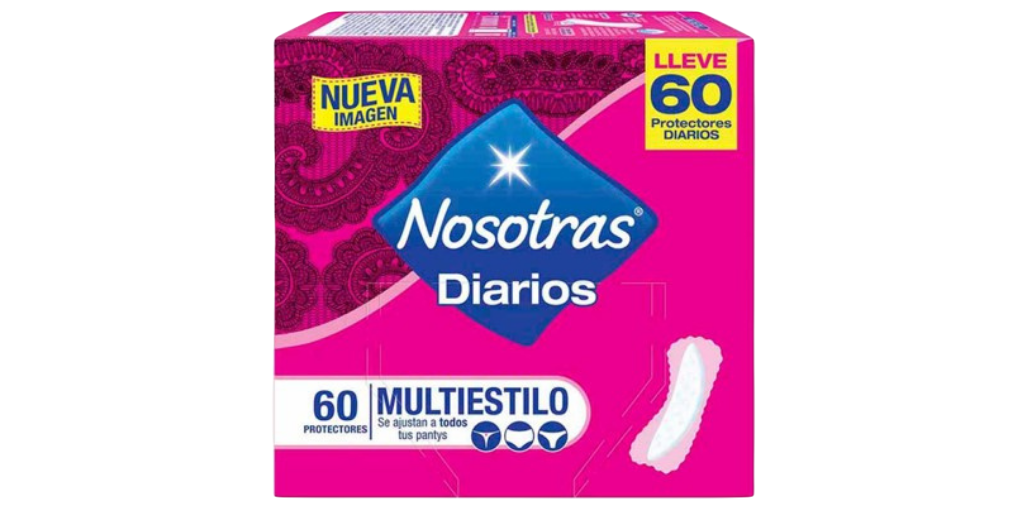 NUEVA
IMAGEN
LLEVE
60
Protectores
DIARIOS
Nosotras®
Diarios
60
PROTECTORES
MULTIESTILO
Se ajustan a todos
tus pantys